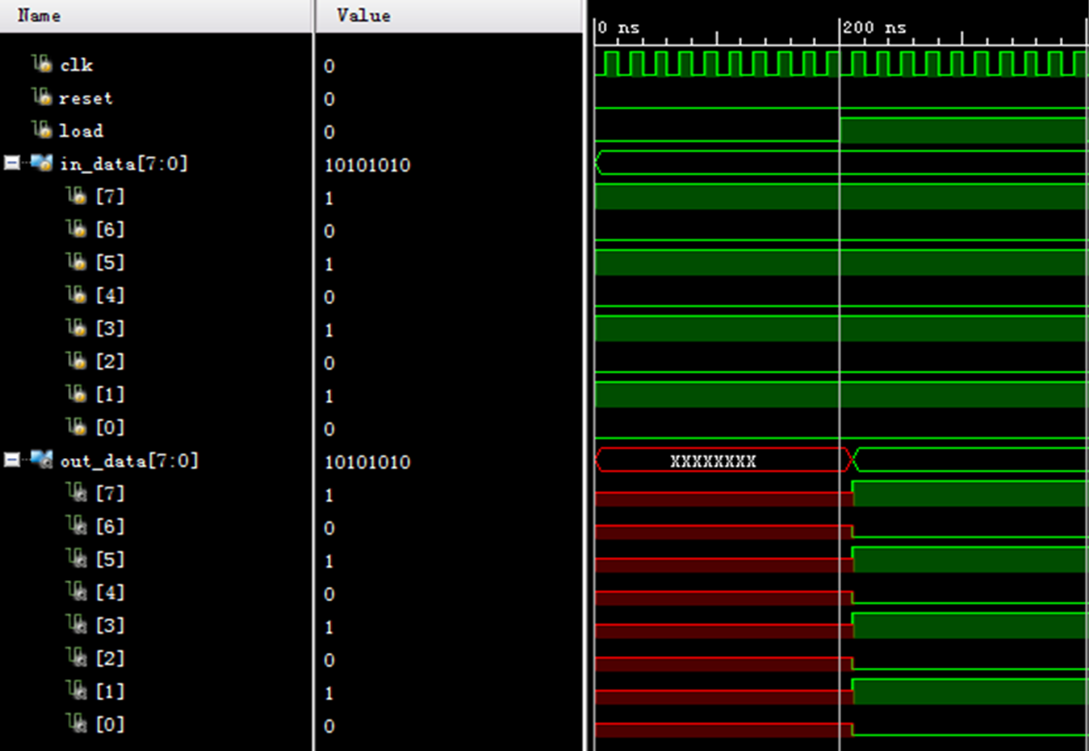 Name Value
0 ns 200 ns
clk 0
reset 0
load 0
in_data[7:0] 10101010
[7] 1
[6] 0
[5] 1
[4] 0
[3] 1
[2] 0
[1] 1
[0] 0
out_data[7:0] 10101010 XXXXXXXX
[7] 1
[6] 0
[5] 1
[4] 0
[3] 1
[2] 0
[1] 1
[0] 0